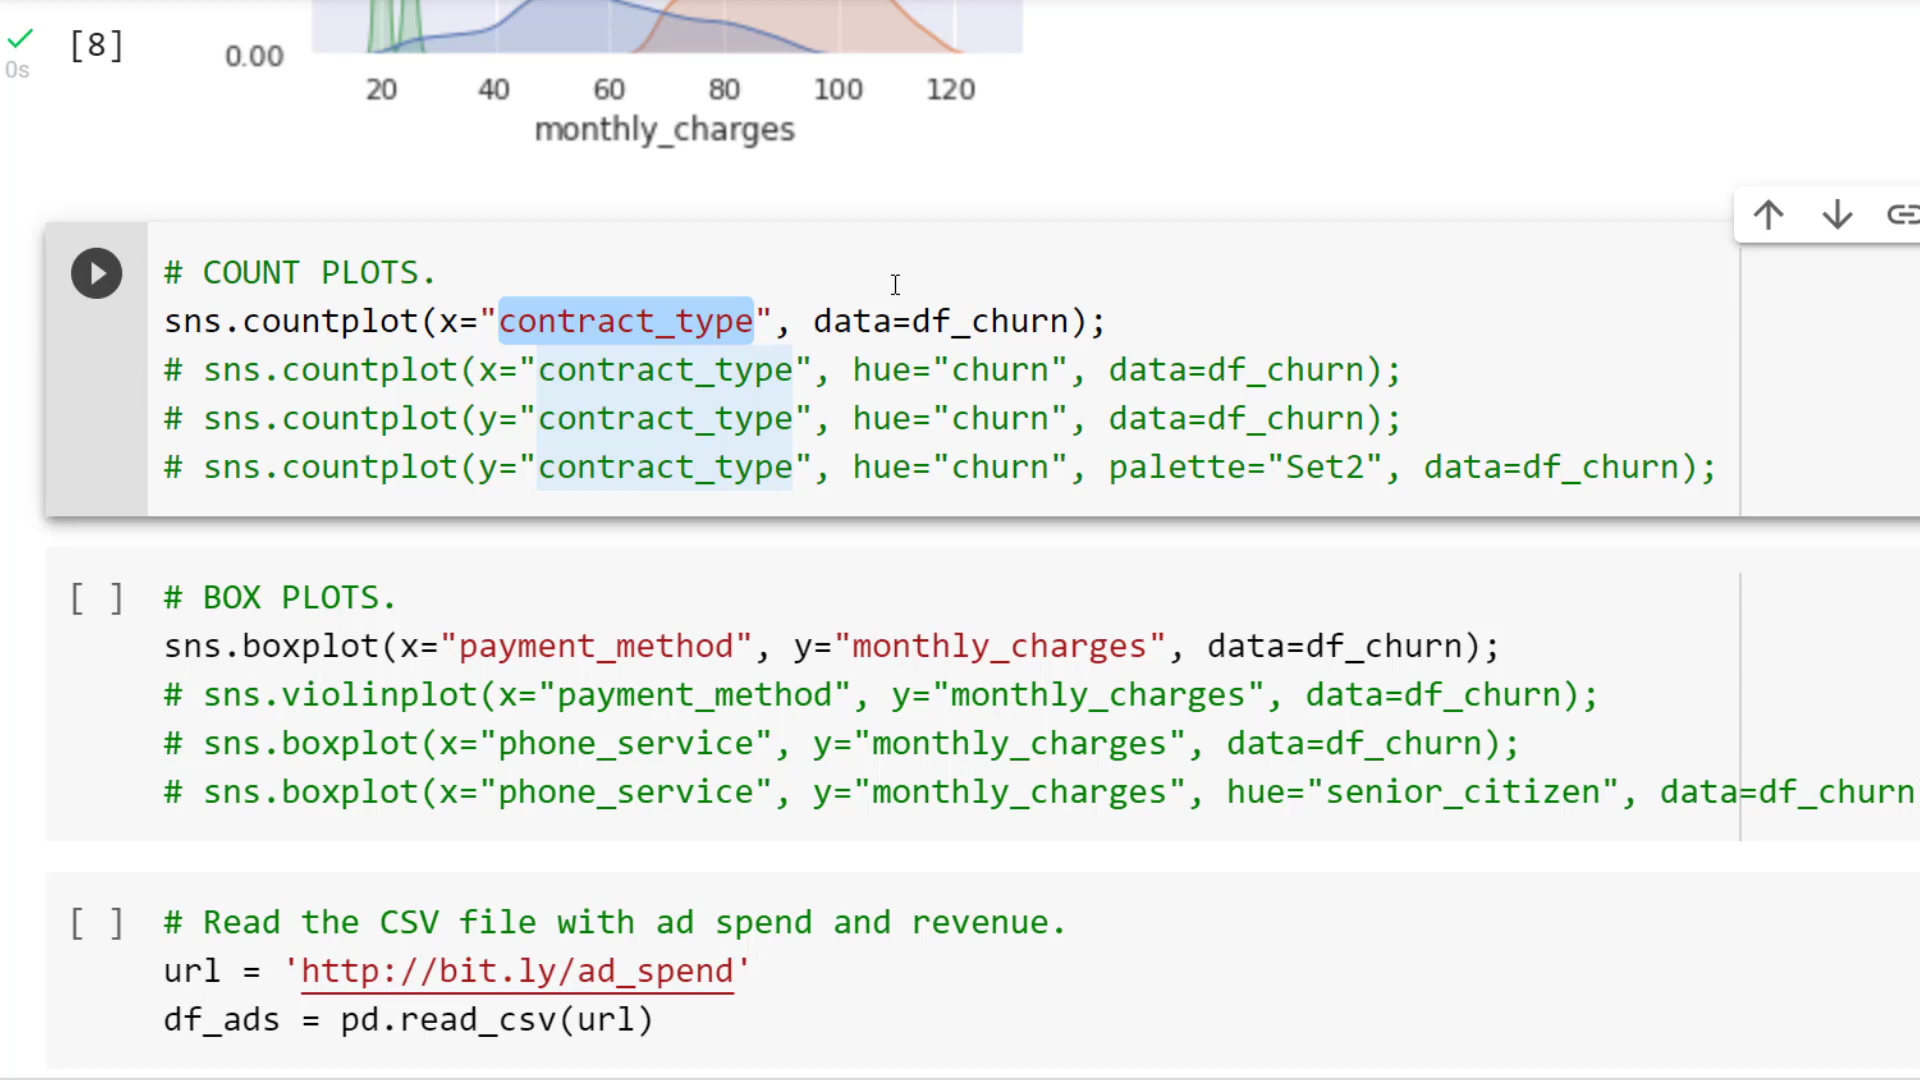 [8]
0s
0.00
20 40 60 80 100 120
monthly_charges
# COUNT PLOTS.
sns.countplot(x="contract_type", data=df_churn);
# sns.countplot(x="contract_type", hue="churn", data=df_churn);
# sns.countplot(y="contract_type", hue="churn", data=df_churn);
# sns.countplot(y="contract_type", hue="churn", palette="Set2", data=df_churn);
[ ]
# BOX PLOTS.
sns.boxplot(x="payment_method", y="monthly_charges", data=df_churn);
# sns.violinplot(x="payment_method", y="monthly_charges", data=df_churn);
# sns.boxplot(x="phone_service", y="monthly_charges", data=df_churn);
# sns.boxplot(x="phone_service", y="monthly_charges", hue="senior_citizen", data=df_churn
[ ]
# Read the CSV file with ad spend and revenue.
url = 'http://bit.ly/ad_spend'
df_ads = pd.read_csv(url)